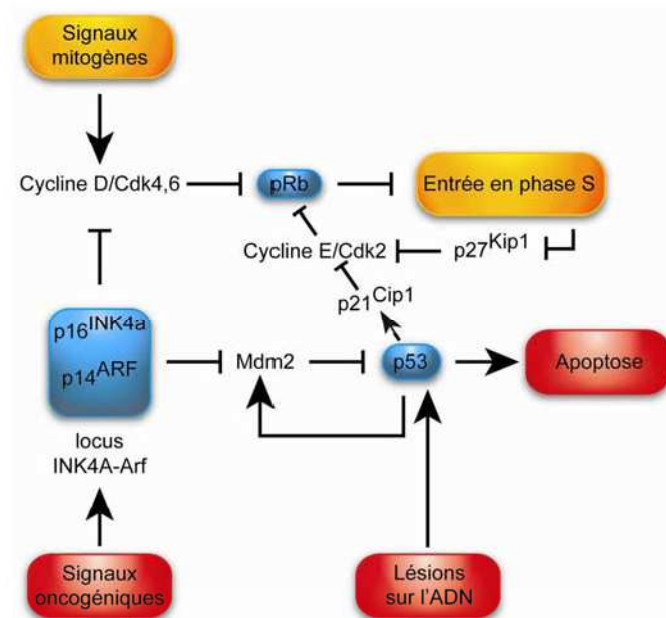 Signaux
mitogènes
Cycline D/Cdk4,6
pRb
Entrée en phase S
Cycline E/Cdk2
p27Kip1
p21Cip1
p16INK4a
p14ARF
Mdm2
p53
Apoptose
locus
INK4A-Arf
Signaux
oncogéniques
Lésions
sur l'ADN